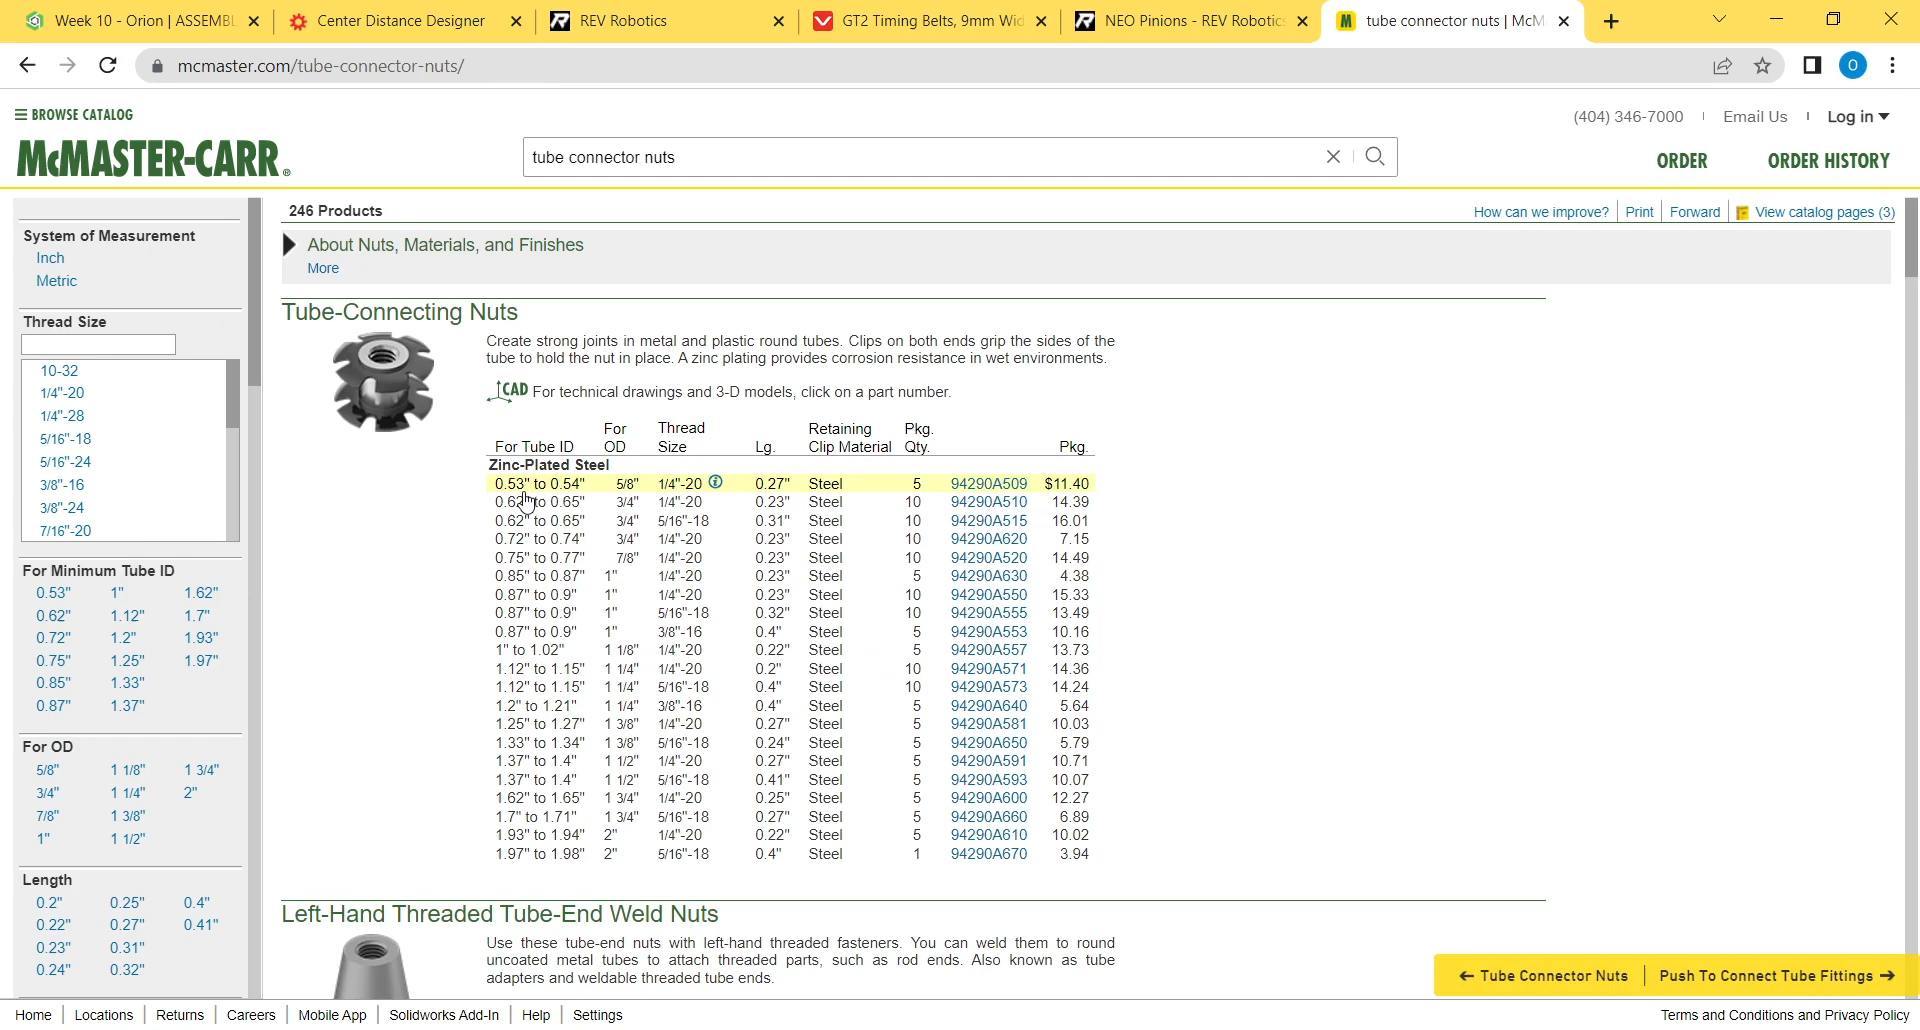 Week 10 - Orion | ASSEMBL
Center Distance Designer
REV Robotics
GT2 Timing Belts, 9mm Wid
NEO Pinions - REV Robotics
tube connector nuts | McM
mcmaster.com/tube-connector-nuts/
O
BROWSE CATALOG
(404) 346-7000
Email Us
Log in
McMASTER-CARR®
tube connector nuts
ORDER
ORDER HISTORY
246 Products
How can we improve?
Print
Forward
View catalog pages (3)
System of Measurement
Inch
Metric
Thread Size
10-32
1/4"-20
1/4"-28
5/16"-18
5/16"-24
3/8"-16
3/8"-24
7/16"-20
For Minimum Tube ID
0.53" 1" 1.62"
0.62" 1.12" 1.7"
0.72" 1.2" 1.93"
0.75" 1.25" 1.97"
0.85" 1.33"
0.87" 1.37"
For OD
5/8" 1 1/8" 1 3/4"
3/4" 1 1/4" 2"
7/8" 1 3/8"
1" 1 1/2"
Length
0.2" 0.25" 0.4"
0.22" 0.27" 0.41"
0.23" 0.31"
0.24" 0.32"
About Nuts, Materials, and Finishes
More
Tube-Connecting Nuts
Create strong joints in metal and plastic round tubes. Clips on both ends grip the sides of the
tube to hold the nut in place. A zinc plating provides corrosion resistance in wet environments.
CAD For technical drawings and 3-D models, click on a part number.
For Thread Retaining Pkg.
For Tube ID OD Size Lg. Clip Material Qty. Pkg.
Zinc-Plated Steel
0.53" to 0.54" 5/8" 1/4"-20 0.27" Steel 5 94290A509 $11.40
0.62" to 0.65" 3/4" 1/4"-20 0.23" Steel 10 94290A510 14.39
0.62" to 0.65" 3/4" 5/16"-18 0.31" Steel 10 94290A515 16.01
0.72" to 0.74" 3/4" 1/4"-20 0.23" Steel 10 94290A620 7.15
0.75" to 0.77" 7/8" 1/4"-20 0.23" Steel 10 94290A520 14.49
0.85" to 0.87" 1" 1/4"-20 0.23" Steel 5 94290A630 4.38
0.87" to 0.9" 1" 1/4"-20 0.23" Steel 10 94290A550 15.33
0.87" to 0.9" 1" 5/16"-18 0.32" Steel 10 94290A555 13.49
0.87" to 0.9" 1" 3/8"-16 0.4" Steel 5 94290A553 10.16
1" to 1.02" 1 1/8" 1/4"-20 0.22" Steel 5 94290A557 13.73
1.12" to 1.15" 1 1/4" 1/4"-20 0.2" Steel 10 94290A571 14.36
1.12" to 1.15" 1 1/4" 5/16"-18 0.4" Steel 10 94290A573 14.24
1.2" to 1.21" 1 1/4" 3/8"-16 0.4" Steel 5 94290A640 5.64
1.25" to 1.27" 1 3/8" 1/4"-20 0.27" Steel 5 94290A581 10.03
1.33" to 1.34" 1 3/8" 5/16"-18 0.24" Steel 5 94290A650 5.79
1.37" to 1.4" 1 1/2" 1/4"-20 0.27" Steel 5 94290A591 10.71
1.37" to 1.4" 1 1/2" 5/16"-18 0.41" Steel 5 94290A593 10.07
1.62" to 1.65" 1 3/4" 1/4"-20 0.25" Steel 5 94290A600 12.27
1.7" to 1.71" 1 3/4" 5/16"-18 0.27" Steel 5 94290A660 6.89
1.93" to 1.94" 2" 1/4"-20 0.22" Steel 5 94290A610 10.02
1.97" to 1.98" 2" 5/16"-18 0.4" Steel 1 94290A670 3.94
Left-Hand Threaded Tube-End Weld Nuts
Use these tube-end nuts with left-hand threaded fasteners. You can weld them to round
uncoated metal tubes to attach threaded parts, such as rod ends. Also known as tube
adapters and weldable threaded tube ends.
← Tube Connector Nuts
Push To Connect Tube Fittings →
Home
Locations
Returns
Careers
Mobile App
Solidworks Add-In
Help
Settings
Terms and Conditions and Privacy Policy